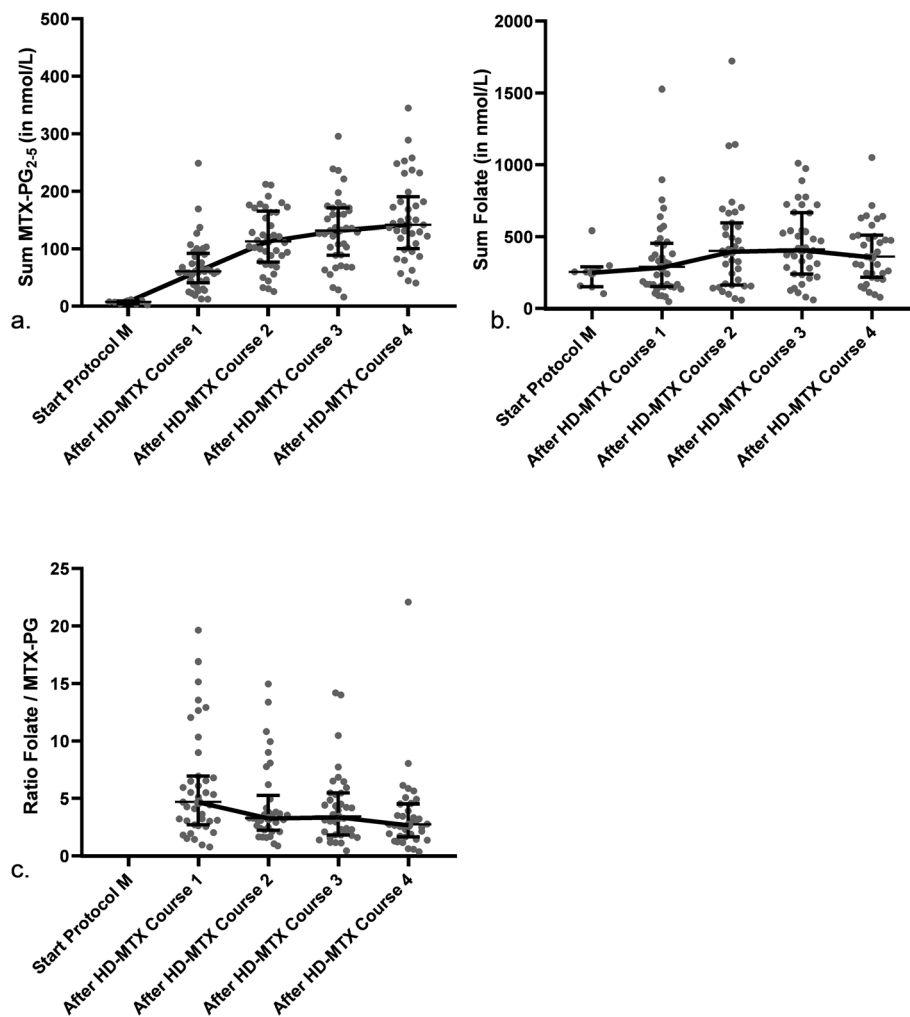 500
400
300
200
100
0
Sum MTX-PG₂₋₅ (in nmol/L)
a.
Start Protocol M
After HD-MTX Course 1
After HD-MTX Course 2
After HD-MTX Course 3
After HD-MTX Course 4
2000
1500
1000
500
0
Sum Folate (in nmol/L)
b.
Start Protocol M
After HD-MTX Course 1
After HD-MTX Course 2
After HD-MTX Course 3
After HD-MTX Course 4
25
20
15
10
5
0
Ratio Folate / MTX-PG
c.
Start Protocol M
After HD-MTX Course 1
After HD-MTX Course 2
After HD-MTX Course 3
After HD-MTX Course 4